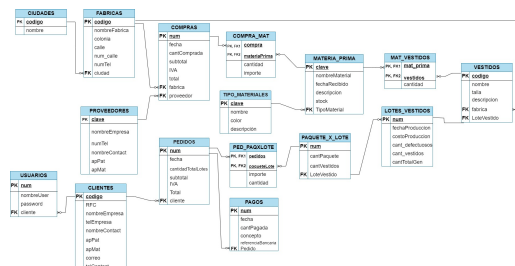 CIUDADES
PK codigo
nombre
FABRICAS
PK codigo
nombreFabrica
colonia
calle
num_calle
numTel
FK ciudad
COMPRAS
PK num
fecha
cantComprada
subtotal
IVA
total
FK fabrica
FK proveedor
COMPRA_MAT
PK, FK1 compra
PK, FK2 materiaPrima
cantidad
importe
MATERIA_PRIMA
PK clave
nombreMaterial
fechaRecibido
descripción
stock
FK TipoMaterial
MAT_VESTIDOS
PK, FK1 mat_prima
PK, FK2 vestidos
cantidad
VESTIDOS
PK codigo
nombre
talla
descripcion
FK fabrica
FK LoteVestido
PROVEEDORES
PK clave
nombreEmpresa
numTel
nombreContact
apPat
apMat
TIPO_MATERIALES
PK clave
nombre
color
descripción
LOTES_VESTIDOS
PK num
fechaProduccion
costoProduccion
cant_defectuosos
cant_vestidos
cantTotalGen
PEDIDOS
PK num
fecha
cantidadTotalLotes
subtotal
IVA
Total
FK cliente
PED_PAQXLOTE
PK, FK1 pedidos
importe
cantidad
PAQUETE_X_LOTE
PK num
cantPaquete
cantVestidos
FK LoteVestido
USUARIOS
PK num
nombreUser
password
FK cliente
CLIENTES
PK codigo
RFC
nombreEmpresa
telEmpresa
nombreContact
apPat
apMat
correo
PAGOS
PK num
fecha
cantPagada
concepto
referenciaBancaria
FK Pedido